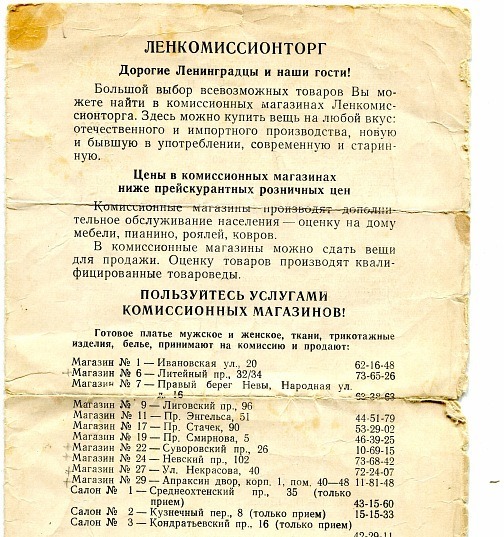 ЛЕНКОМИССИОНТОРГ
Дорогие Ленинградцы и наши гости!
Большой выбор всевозможных товаров Вы мо-
жете найти в комиссионных магазинах Ленкомис-
сионторга. Здесь можно купить вещь на любой вкус:
отечественного и импортного производства, новую
и бывшую в употреблении, современную и старин-
ную.
Цены в комиссионных магазинах
ниже прейскурантных розничных цен
Комиссионные магазины производят дополни-
тельное обслуживание населения — оценку на дому
мебели, пианино, роялей, ковров.
В комиссионные магазины можно сдать вещи
для продажи. Оценку товаров производят квали-
фицированные товароведы.
ПОЛЬЗУЙТЕСЬ УСЛУГАМИ
КОМИССИОННЫХ МАГАЗИНОВ!
Готовое платье мужское и женское, ткани, трикотажные
изделия, белье, принимают на комиссию и продают:
Магазин № 1 — Ивановская ул., 20 62-16-48
Магазин № 6 — Литейный пр., 32/34 73-65-26
Магазин № 7 — Правый берег Невы, Народная ул.
д. 16 62-38-63
Магазин № 9 — Лиговский пр., 96
Магазин № 11 — Пр. Энгельса, 51 44-51-79
Магазин № 17 — Пр. Стачек, 90 53-29-02
Магазин № 19 — Пр. Смирнова, 5 46-39-25
Магазин № 22 — Суворовский пр., 26 10-69-15
Магазин № 24 — Невский пр., 102 73-68-42
Магазин № 27 — Ул. Некрасова, 40 72-24-07
Магазин № 29 — Апраксин двор, корп. 1, пом. 40—48 11-81-48
Салон № 1 — Среднеохтенский пр., 35 (только
прием) 43-15-60
Салон № 2 — Кузнечный пер., 8 (только прием) 15-15-33
Салон № 3 — Кондратьевский пр., 16 (только прием)
42-29-11